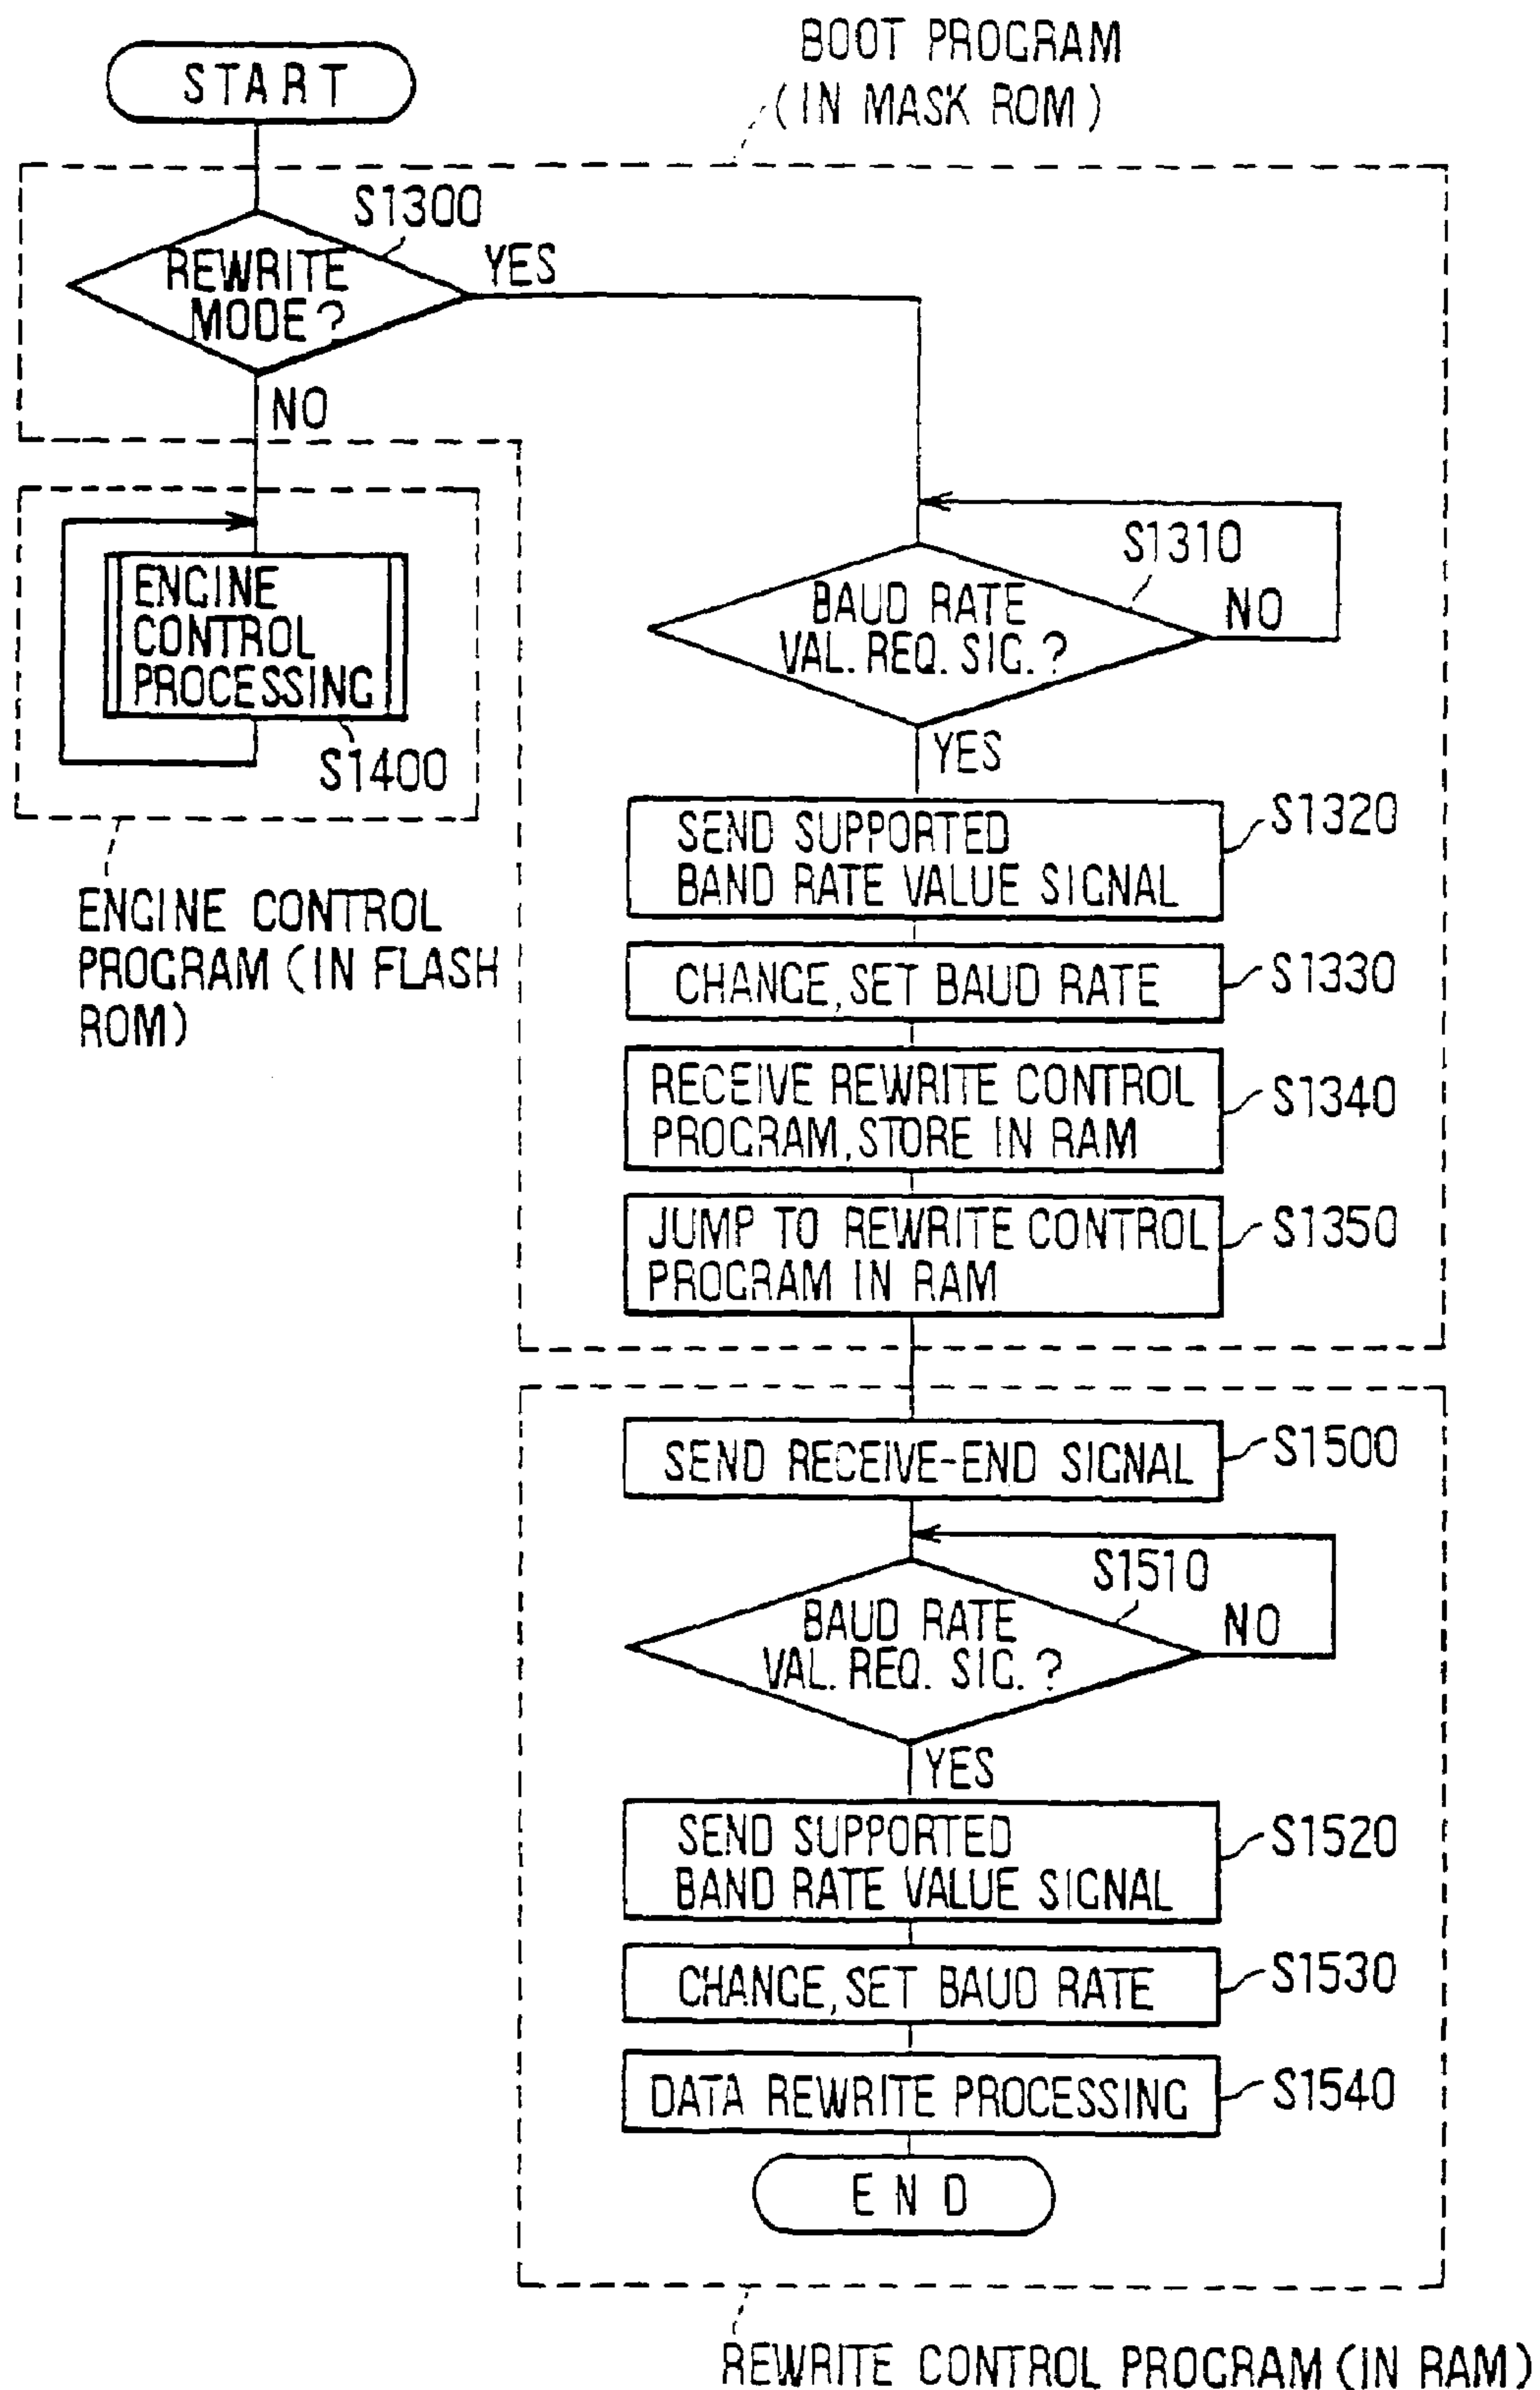 BOOT PROGRAM
(IN MASK ROM)
START
S1300
REWRITE
MODE?
YES
NO
ENGINE
CONTROL
PROCESSING
S1400
ENGINE CONTROL
PROGRAM (IN FLASH
ROM)
S1310
BAUD RATE
VAL. REQ. SIG.?
NO
YES
SEND SUPPORTED
BAND RATE VALUE SIGNAL
S1320
CHANGE, SET BAUD RATE
S1330
RECEIVE REWRITE CONTROL
PROGRAM, STORE IN RAM
S1340
JUMP TO REWRITE CONTROL
PROGRAM IN RAM
S1350
SEND RECEIVE-END SIGNAL
S1500
S1510
BAUD RATE
VAL. REQ. SIG.?
NO
YES
SEND SUPPORTED
BAND RATE VALUE SIGNAL
S1520
CHANGE, SET BAUD RATE
S1530
DATA REWRITE PROCESSING
S1540
END
REWRITE CONTROL PROGRAM (IN RAM)